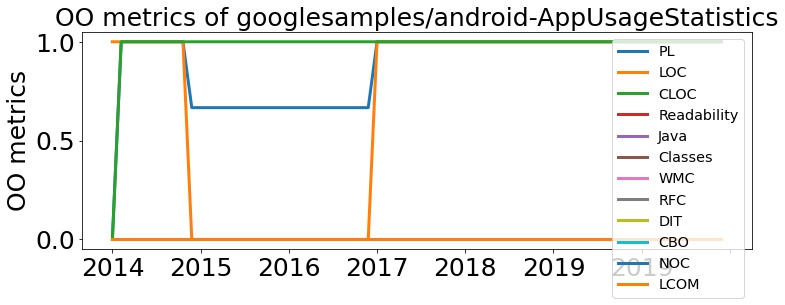 OO metrics of googlesamples/android-AppUsageStatistics
OO metrics
1.0
0.5
0.0
2014
2015
2016
2017
2018
2019
2019
PL
LOC
CLOC
Readability
Java
Classes
WMC
RFC
DIT
CBO
NOC
LCOM